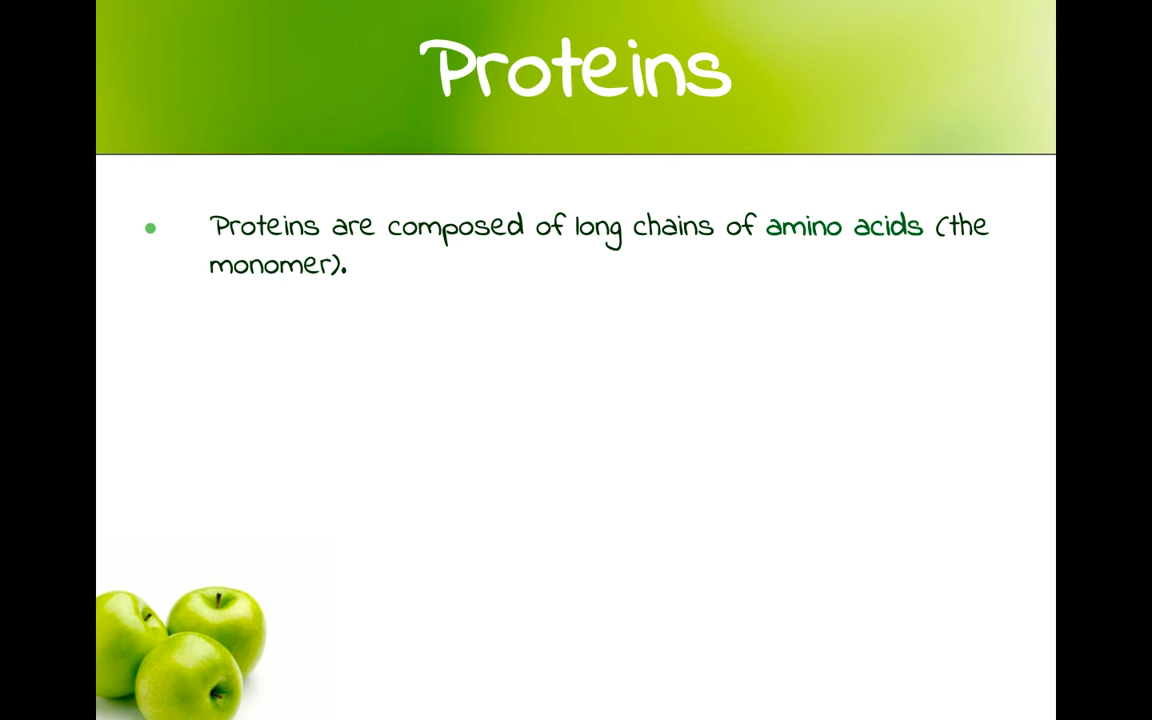 Proteins
• Proteins are composed of long chains of amino acids (the
monomer).